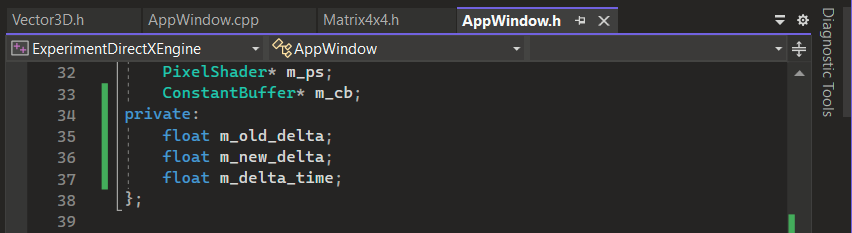 Vector3D.h AppWindow.cpp Matrix4x4.h AppWindow.h
ExperimentDirectXEngine AppWindow
32 PixelShader* m_ps;
33 ConstantBuffer* m_cb;
34 private:
35 float m_old_delta;
36 float m_new_delta;
37 float m_delta_time;
38 };
39
Diagnostic Tools